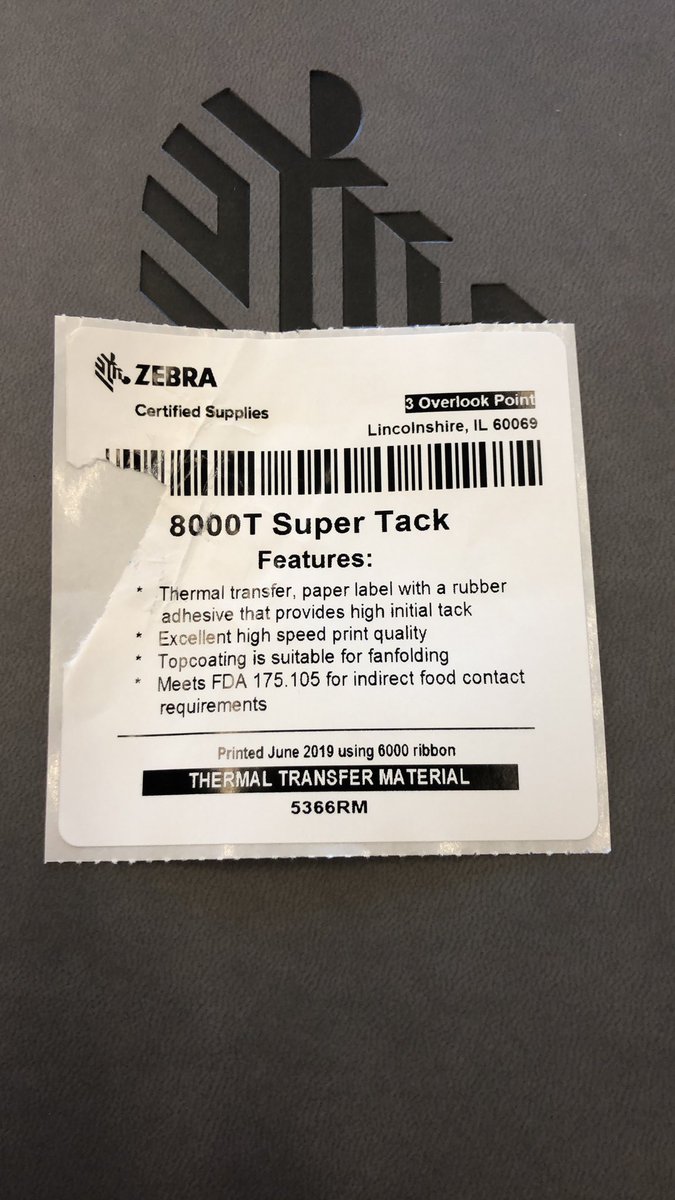 ZEBRA
Certified Supplies
3 Overlook Point
Lincolnshire, IL 60069
8000T Super Tack
Features:
* Thermal transfer, paper label with a rubber
adhesive that provides high initial tack
* Excellent high speed print quality
* Topcoating is suitable for fanfolding
* Meets FDA 175.105 for indirect food contact
requirements
Printed June 2019 using 6000 ribbon
THERMAL TRANSFER MATERIAL
5366RM